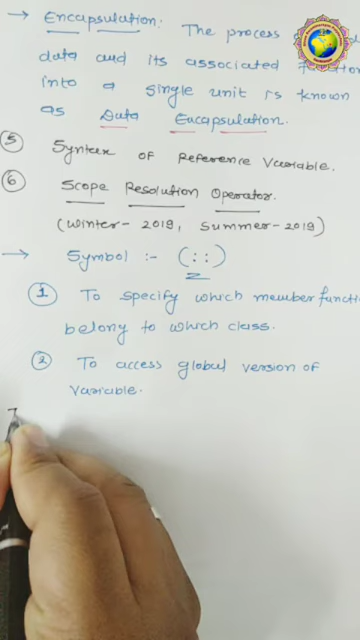 → Encapsulation: The process
data and its associated
into a single unit is known
as Data Encapsulation.
⑤ Syntax of Reference Variable.
⑥ Scope Resolution Operator.
(Winter- 2019, Summer-2019)
→ Symbol :- (::)
① To specify which member functi
belong to which class.
② To access global version of
variable.